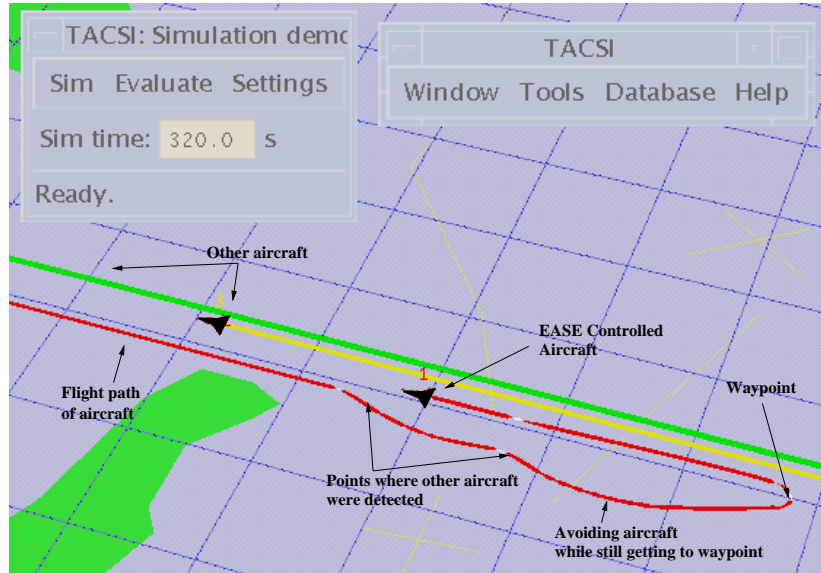 TACSI: Simulation demo
Sim Evaluate Settings
Sim time: 320.0 s
Ready.
TACSI
Window Tools Database Help
Other aircraft
3
EASE Controlled
Aircraft
1
Waypoint
Flight path
of aircraft
Points where other aircraft
were detected
Avoiding aircraft
while still getting to waypoint